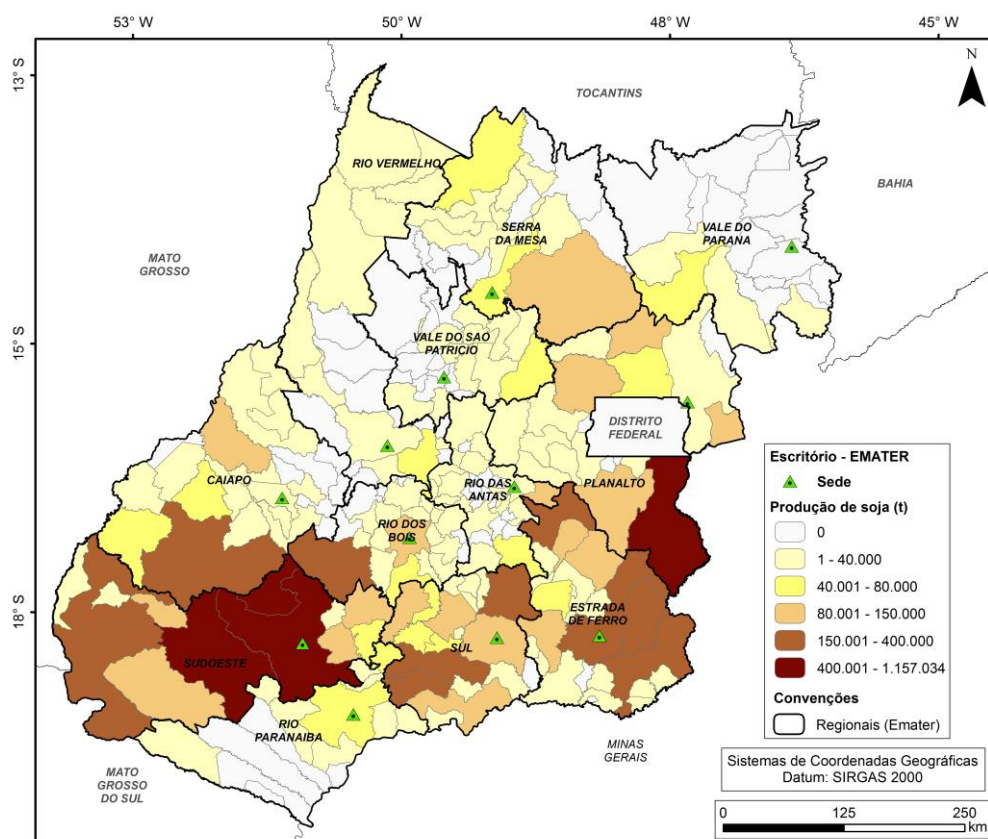 53° W
50° W
48° W
45° W
13° S
15° S
18° S
N
TOCANTINS
RIO VERMELHO
BAHIA
SERRA
DA MESA
VALE DO
PARANA
MATO
GROSSO
VALE DO SAO
PATRICIO
DISTRITO
FEDERAL
CAIAPO
RIO DAS
ANTAS
PLANALTO
RIO DOS
BOIS
ESTRADA
DE FERRO
SUL
SUDOESTE
RIO
PARANAIBA
MINAS
GERAIS
MATO
GROSSO
DO SUL
Escritório - EMATER
Sede
Produção de soja (t)
0
1 - 40.000
40.001 - 80.000
80.001 - 150.000
150.001 - 400.000
400.001 - 1.157.034
Convenções
Regionais (Emater)
Sistemas de Coordenadas Geográficas
Datum: SIRGAS 2000
0 125 250
km